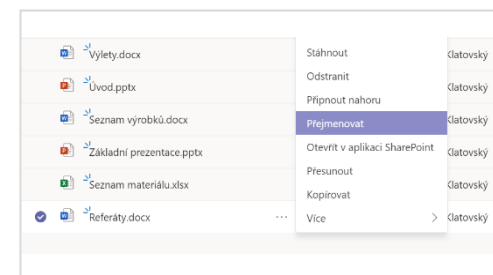 Výlety.docx
Úvod.pptx
Seznam výrobků.docx
Základní prezentace.pptx
Seznam materiálu.xlsx
Referáty.docx
Stáhnout
Odstranit
Připnout nahoru
Přejmenovat
Otevřít v aplikaci SharePoint
Přesunout
Kopírovat
Více
Klatovský
Klatovský
Klatovský
Klatovský
Klatovský
Klatovský